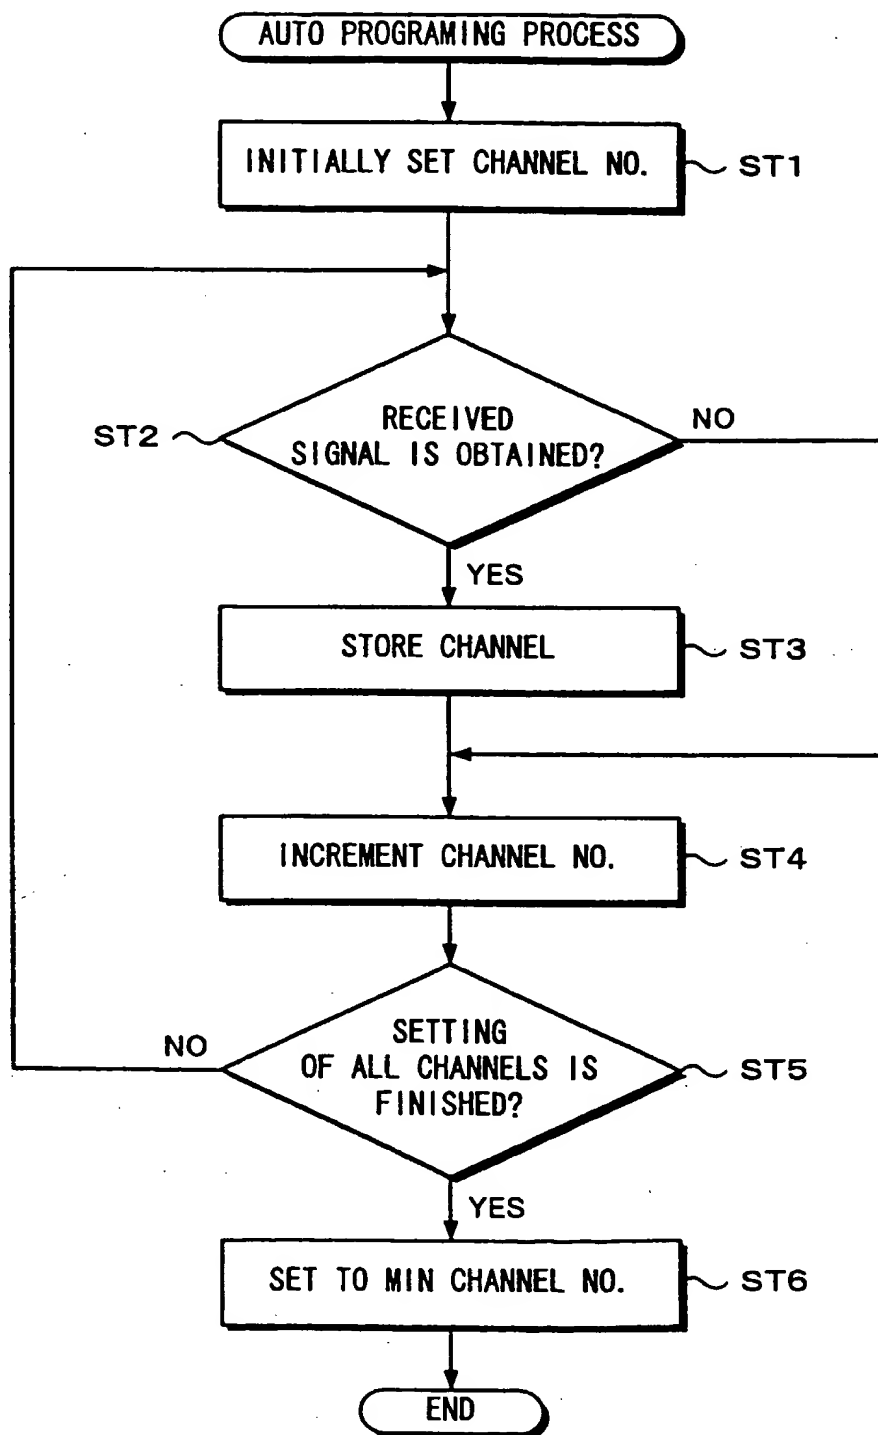 AUTO PROGRAMING PROCESS
INITIALLY SET CHANNEL NO.
ST1
RECEIVED
SIGNAL IS OBTAINED?
ST2
NO
YES
STORE CHANNEL
ST3
INCREMENT CHANNEL NO.
ST4
SETTING
OF ALL CHANNELS IS
FINISHED?
ST5
NO
YES
SET TO MIN CHANNEL NO.
ST6
END